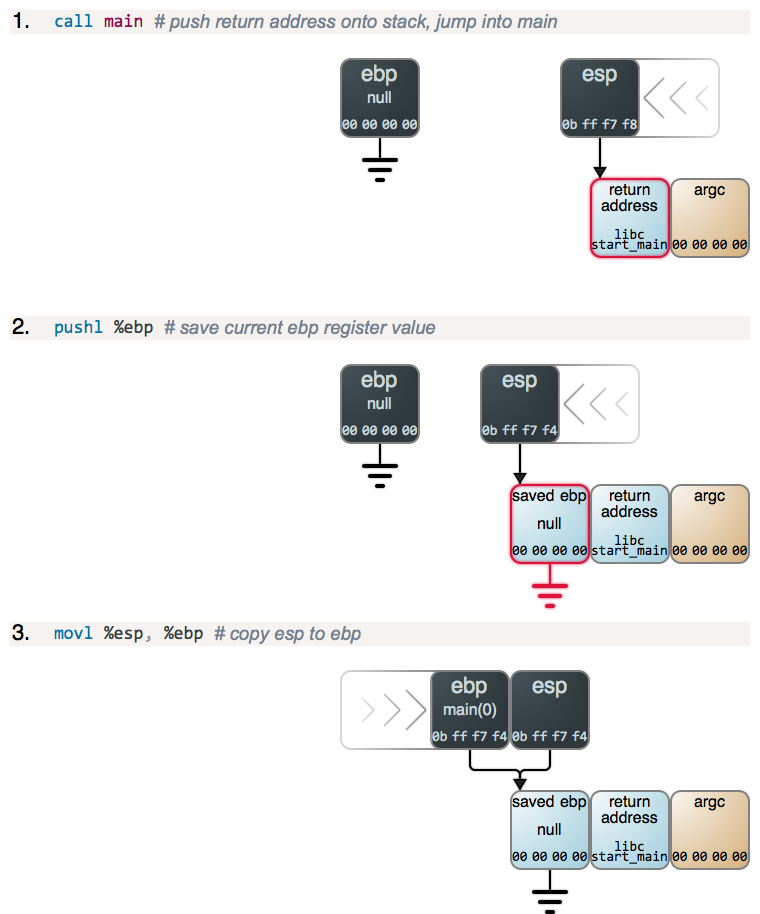 1. call main # push return address onto stack, jump into main
ebp
null
00 00 00 00
esp
0b ff f7 f8
return
address
libc
start_main
argc
00 00 00 00
2. pushl %ebp # save current ebp register value
ebp
null
00 00 00 00
esp
0b ff f7 f4
saved ebp
null
00 00 00 00
return
address
libc
start_main
argc
00 00 00 00
3. movl %esp, %ebp # copy esp to ebp
ebp
main(0)
0b ff f7 f4
esp
0b ff f7 f4
saved ebp
null
00 00 00 00
return
address
libc
start_main
argc
00 00 00 00